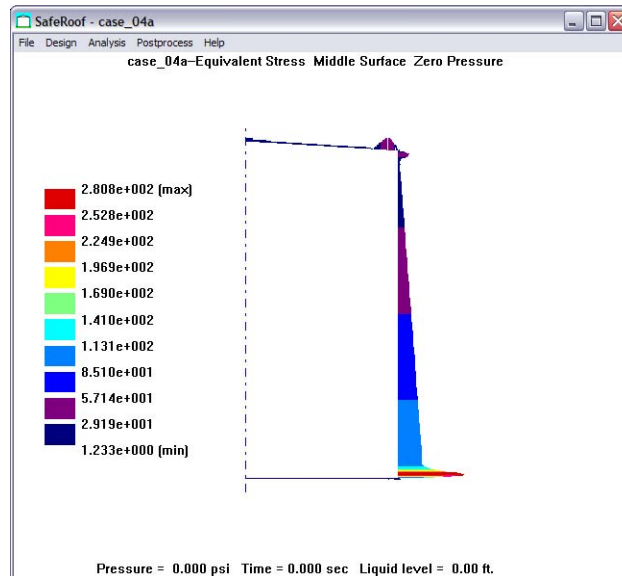 SafeRoof - case_04a
File Design Analysis Postprocess Help
case_04a-Equivalent Stress Middle Surface Zero Pressure
2.808e+002 (max)
2.528e+002
2.249e+002
1.969e+002
1.690e+002
1.410e+002
1.131e+002
8.510e+001
5.714e+001
2.919e+001
1.233e+000 (min)
Pressure = 0.000 psi Time = 0.000 sec Liquid level = 0.00 ft.